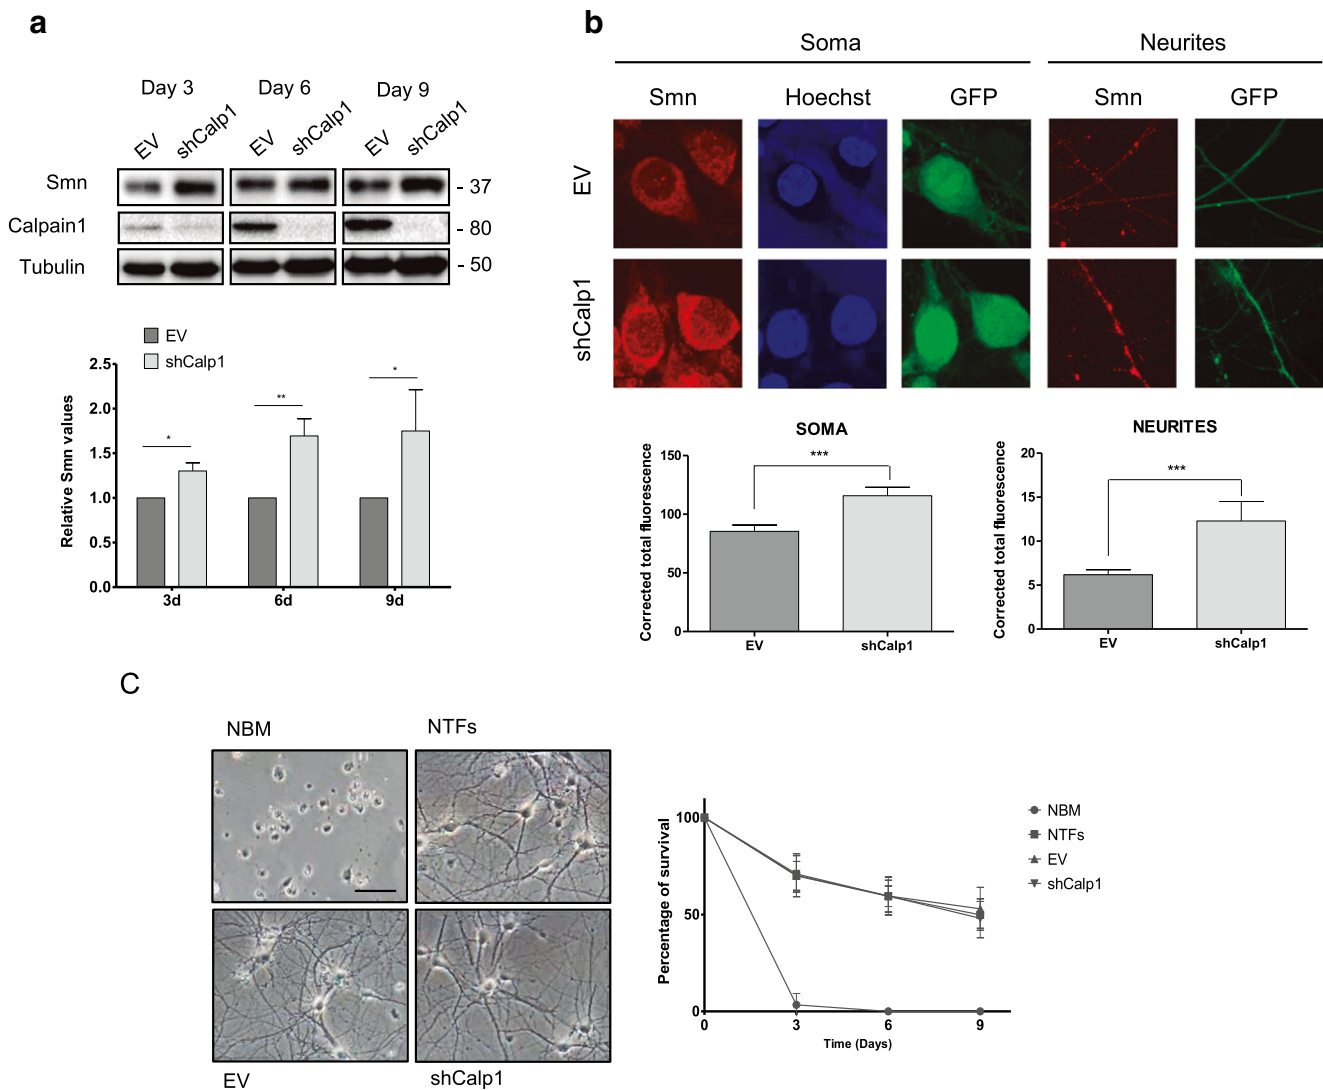 a
Day 3 Day 6 Day 9
EV shCalp1 EV shCalp1 EV shCalp1
Smn - 37
Calpain1 - 80
Tubulin - 50
EV
shCalp1
Relative Smn values
2.5
2.0
1.5
1.0
0.5
0.0
* ** *
3d 6d 9d
b
Soma Neurites
Smn Hoechst GFP Smn GFP
EV
shCalp1
SOMA
Corrected total fluorescence
150
100
50
0
***
EV shCalp1
NEURITES
Corrected total fluorescence
20
15
10
5
0
***
EV shCalp1
C
NBM NTFs
EV shCalp1
Percentage of survival
100
50
0
0 3 6 9
Time (Days)
NBM
NTFs
EV
shCalp1